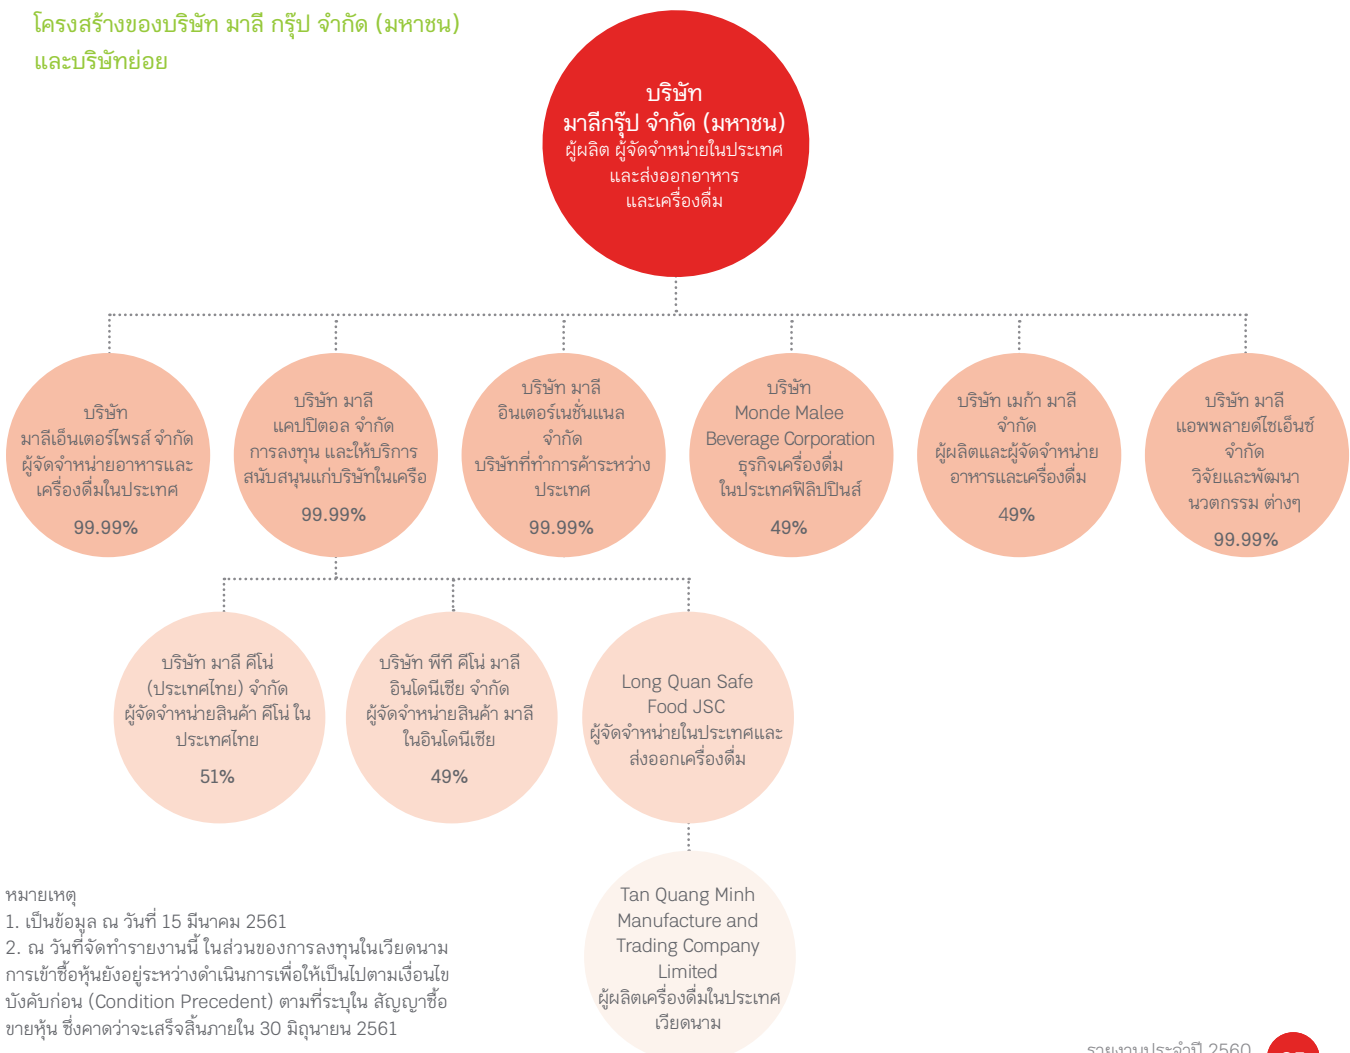 โครงสร้างของบริษัท มาลี กรุ๊ป จำกัด (มหาชน)
และบริษัทย่อย
บริษัท
มาลีกรุ๊ป จำกัด (มหาชน)
ผู้ผลิต ผู้จัดจำหน่ายในประเทศ
และส่งออกอาหาร
และเครื่องดื่ม
บริษัท
มาลีเอ็นเตอร์ไพรส์ จำกัด
ผู้จัดจำหน่ายอาหารและ
เครื่องดื่มในประเทศ
99.99%
บริษัท มาลี
แคปปิตอล จำกัด
การลงทุน และให้บริการ
สนับสนุนแก่บริษัทในเครือ
99.99%
บริษัท มาลี
อินเตอร์เนชั่นแนล
จำกัด
บริษัทที่ทำการค้าระหว่าง
ประเทศ
99.99%
บริษัท
Monde Malee
Beverage Corporation
ธุรกิจเครื่องดื่ม
ในประเทศฟิลิปปินส์
49%
บริษัท เมก้า มาลี
จำกัด
ผู้ผลิตและผู้จัดจำหน่าย
อาหารและเครื่องดื่ม
49%
บริษัท มาลี
แอพพลายด์ไซเอ็นซ์
จำกัด
วิจัยและพัฒนา
นวตกรรม ต่างๆ
99.99%
บริษัท มาลี คีโน่
(ประเทศไทย) จำกัด
ผู้จัดจำหน่ายสินค้า คีโน่ ใน
ประเทศไทย
51%
บริษัท พีที คีโน่ มาลี
อินโดนีเซีย จำกัด
ผู้จัดจำหน่ายสินค้า มาลี
ในอินโดนีเซีย
49%
Long Quan Safe
Food JSC
ผู้จัดจำหน่ายในประเทศและ
ส่งออกเครื่องดื่ม
Tan Quang Minh
Manufacture and
Trading Company
Limited
ผู้ผลิตเครื่องดื่มในประเทศ
เวียดนาม
หมายเหตุ
1. เป็นข้อมูล ณ วันที่ 15 มีนาคม 2561
2. ณ วันที่จัดทำรายงานนี้ ในส่วนของการลงทุนในเวียดนาม
การเข้าซื้อหุ้นยังอยู่ระหว่างดำเนินการเพื่อให้เป็นไปตามเงื่อนไข
บังคับก่อน (Condition Precedent) ตามที่ระบุใน สัญญาซื้อ
ขายหุ้น ซึ่งคาดว่าจะเสร็จสิ้นภายใน 30 มิถุนายน 2561
รายงานประจำปี 2560